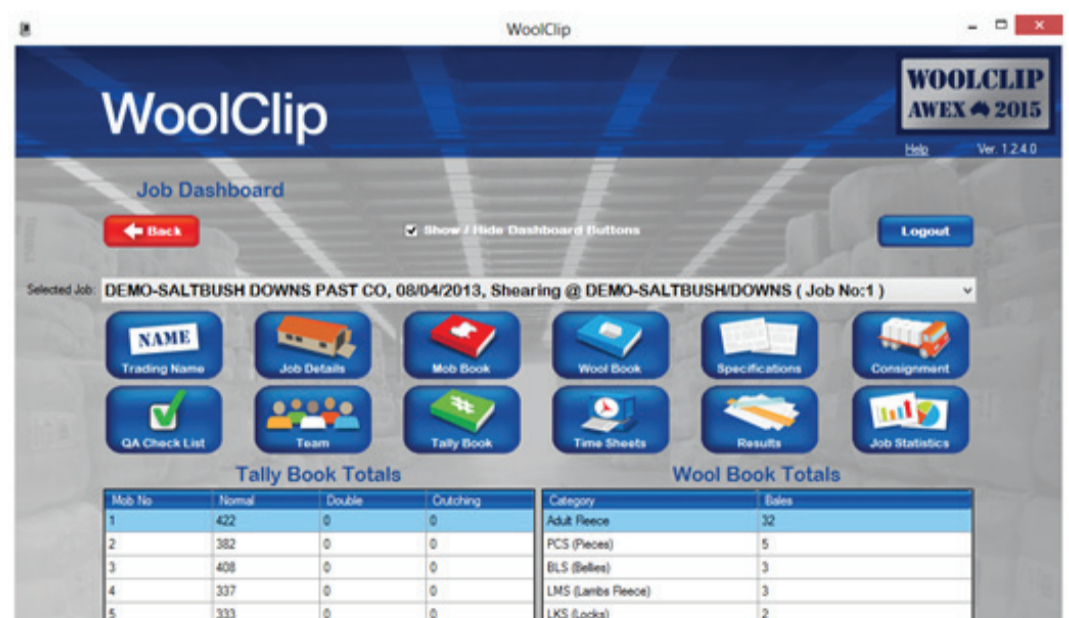 WoolClip
WoolClip
WOOLCLIP
AWEX 2015
Help Ver. 1.2.4.0
Job Dashboard
Back
Show / Hide Dashboard Buttons
Logout
Selected Job: DEMO-SALTBUSH DOWNS PAST CO, 08/04/2013, Shearing @ DEMO-SALTBUSH/DOWNS ( Job No:1 )
NAME
Trading Name Job Details Mob Book Wool Book Specifications Consignment
QA Check List Team Tally Book Time Sheets Results Job Statistics
Tally Book Totals Wool Book Totals
Mob No Normal Double Crutching Category Bales
1 422 0 0 Adult Fleece 32
2 382 0 0 PCS (Pieces) 5
3 408 0 0 BLS (Bellies) 3
4 337 0 0 LMS (Lambs Fleece) 3
5 333 0 0 LKS (Locks) 2